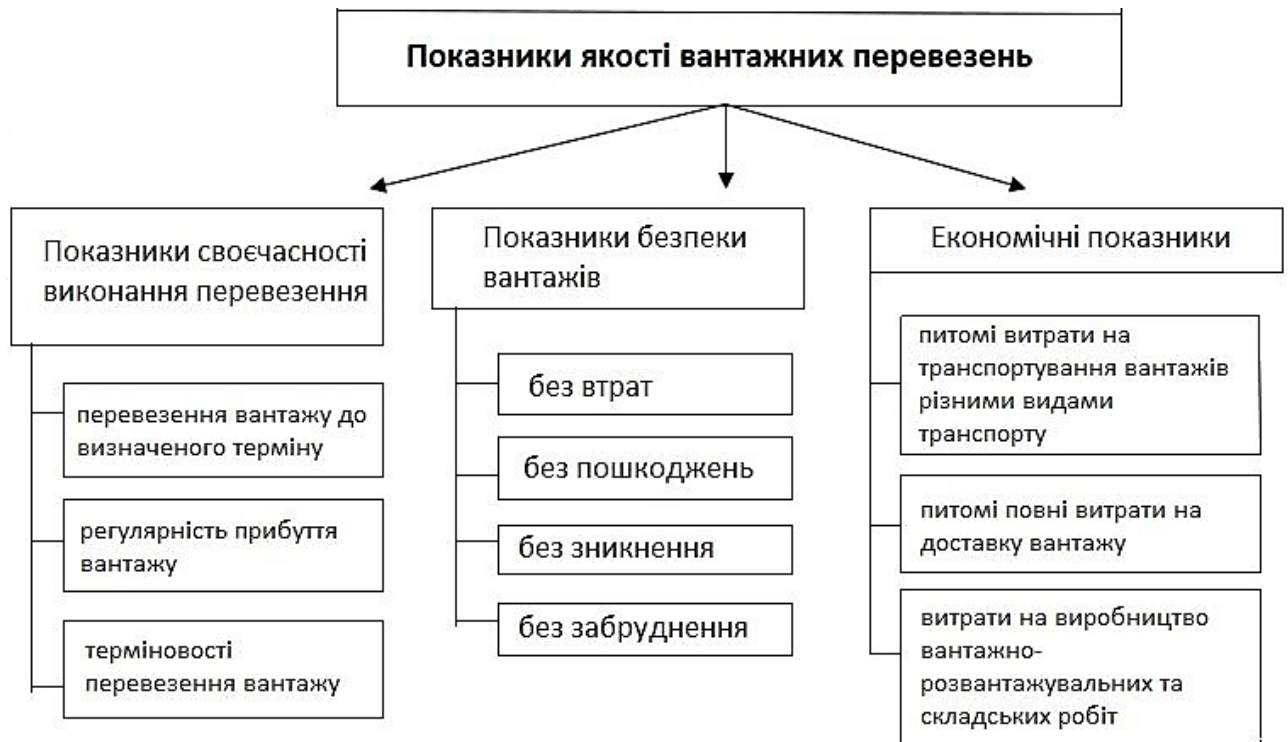 Показники якості вантажних перевезень
Показники своєчасності
виконання перевезення
перевезення вантажу до
визначеного терміну
регулярність прибуття
вантажу
терміновості
перевезення вантажу
Показники безпеки
вантажів
без втрат
без пошкоджень
без зникнення
без забруднення
Економічні показники
питомі витрати на
транспортування вантажів
різними видами
транспорту
питомі повні витрати на
доставку вантажу
витрати на виробництво
вантажно-
розвантажувальних та
складських робіт